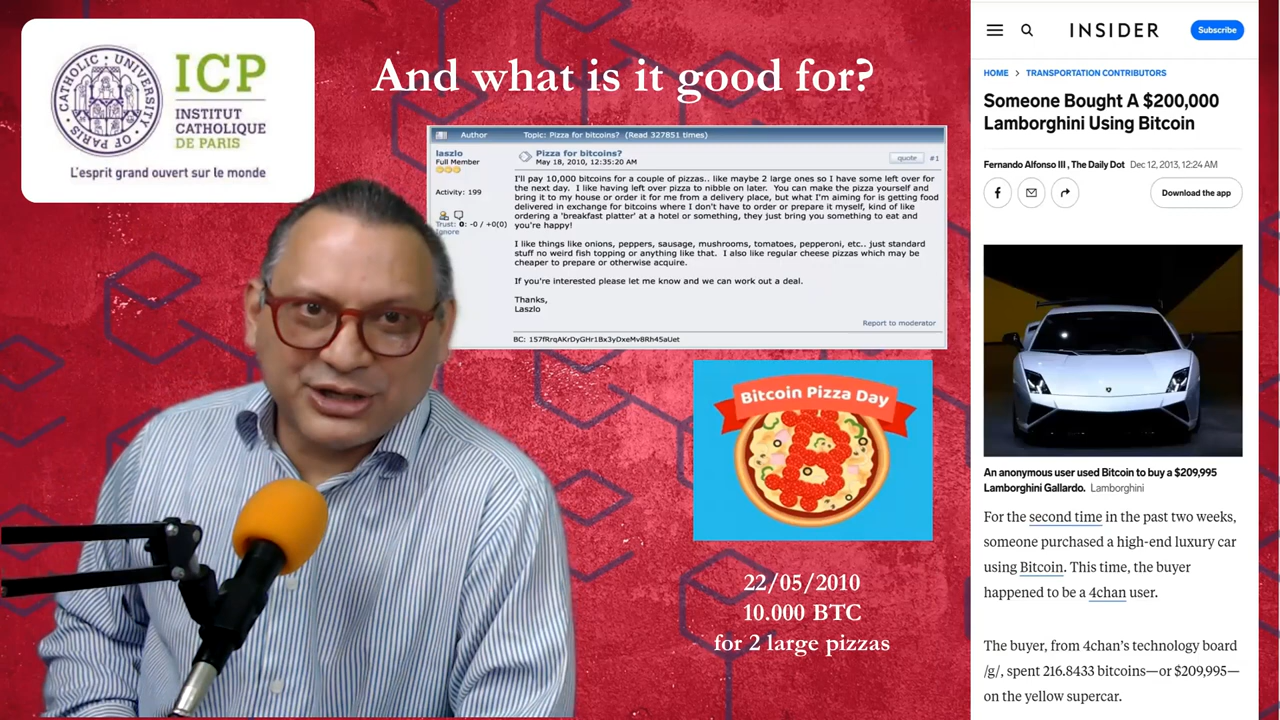 CATHOLIC UNIVERSITY OF PARIS
ICP
INSTITUT
CATHOLIQUE
DE PARIS
L'esprit grand ouvert sur le monde
And what is it good for?
Author
Topic: Pizza for bitcoins? (Read 327851 times)
laszlo
Full Member
Activity: 199
Trust: 0: -0 / +0(0)
Ignore
Pizza for bitcoins?
May 18, 2010, 12:35:20 AM
quote
#1
I'll pay 10,000 bitcoins for a couple of pizzas.. like maybe 2 large ones so I have some left over for
the next day. I like having left over pizza to nibble on later. You can make the pizza yourself and
bring it to my house or order it for me from a delivery place, but what I'm aiming for is getting food
delivered in exchange for bitcoins where I don't have to order or prepare it myself, kind of like
ordering a 'breakfast platter' at a hotel or something, they just bring you something to eat and
you're happy!
I like things like onions, peppers, sausage, mushrooms, tomatoes, pepperoni, etc.. just standard
stuff no weird fish topping or anything like that. I also like regular cheese pizzas which may be
cheaper to prepare or otherwise acquire.
If you're interested please let me know and we can work out a deal.
Thanks,
Laszlo
Report to moderator
BC: 157fRrqAKrDyGHr1Bx3yDxeMv8Rh45aUet
Bitcoin Pizza Day
22/05/2010
10.000 BTC
for 2 large pizzas
INSIDER
Subscribe
HOME > TRANSPORTATION CONTRIBUTORS
Someone Bought A $200,000
Lamborghini Using Bitcoin
Fernando Alfonso III , The Daily Dot Dec 12, 2013, 12:24 AM
Download the app
An anonymous user used Bitcoin to buy a $209,995
Lamborghini Gallardo. Lamborghini
For the second time in the past two weeks,
someone purchased a high-end luxury car
using Bitcoin. This time, the buyer
happened to be a 4chan user.
The buyer, from 4chan's technology board
/g/, spent 216.8433 bitcoins—or $209,995—
on the yellow supercar.